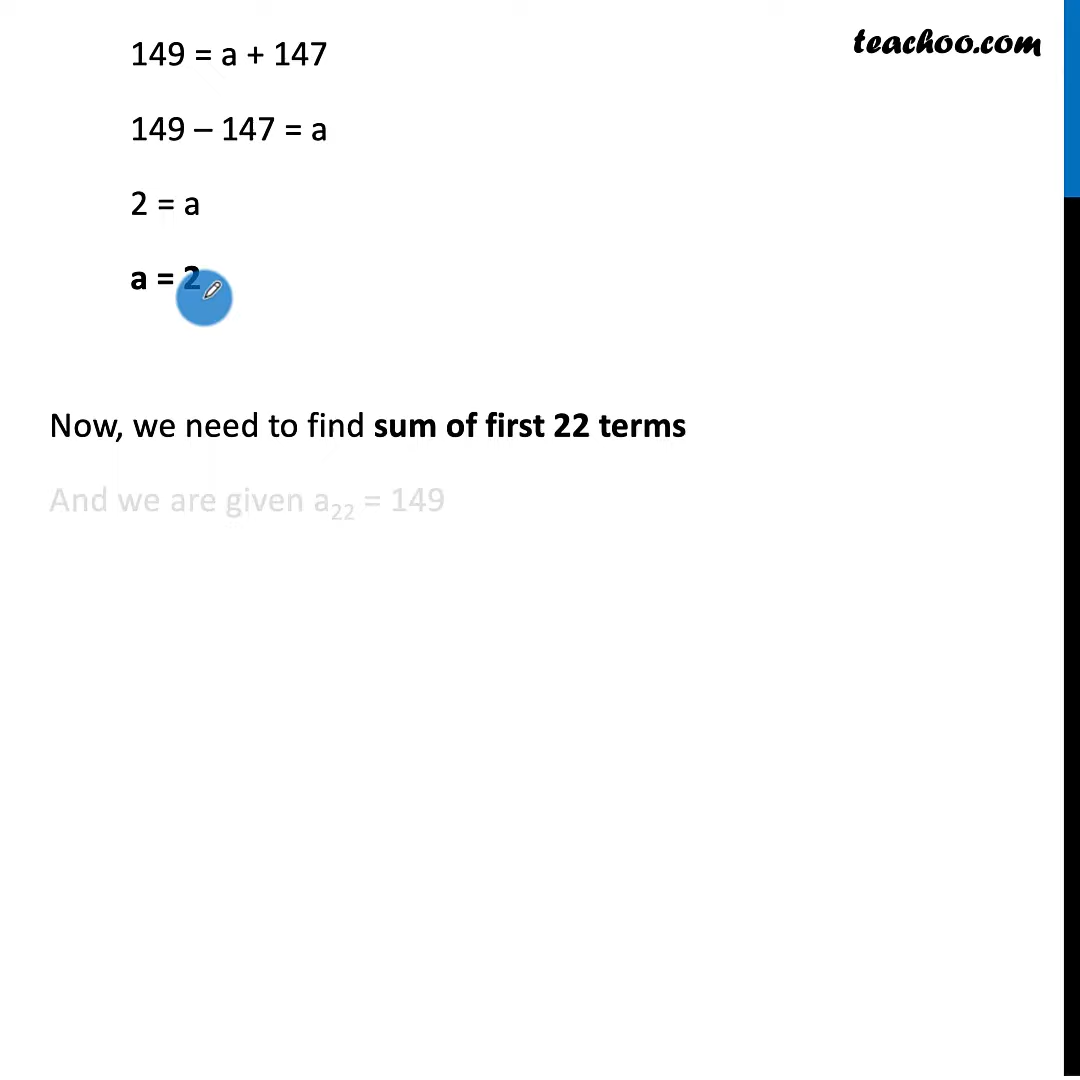 149 = a + 147
teachoo.com
149 – 147 = a
2 = a
a = 2
Now, we need to find sum of first 22 terms
And we are given a₂₂ = 149